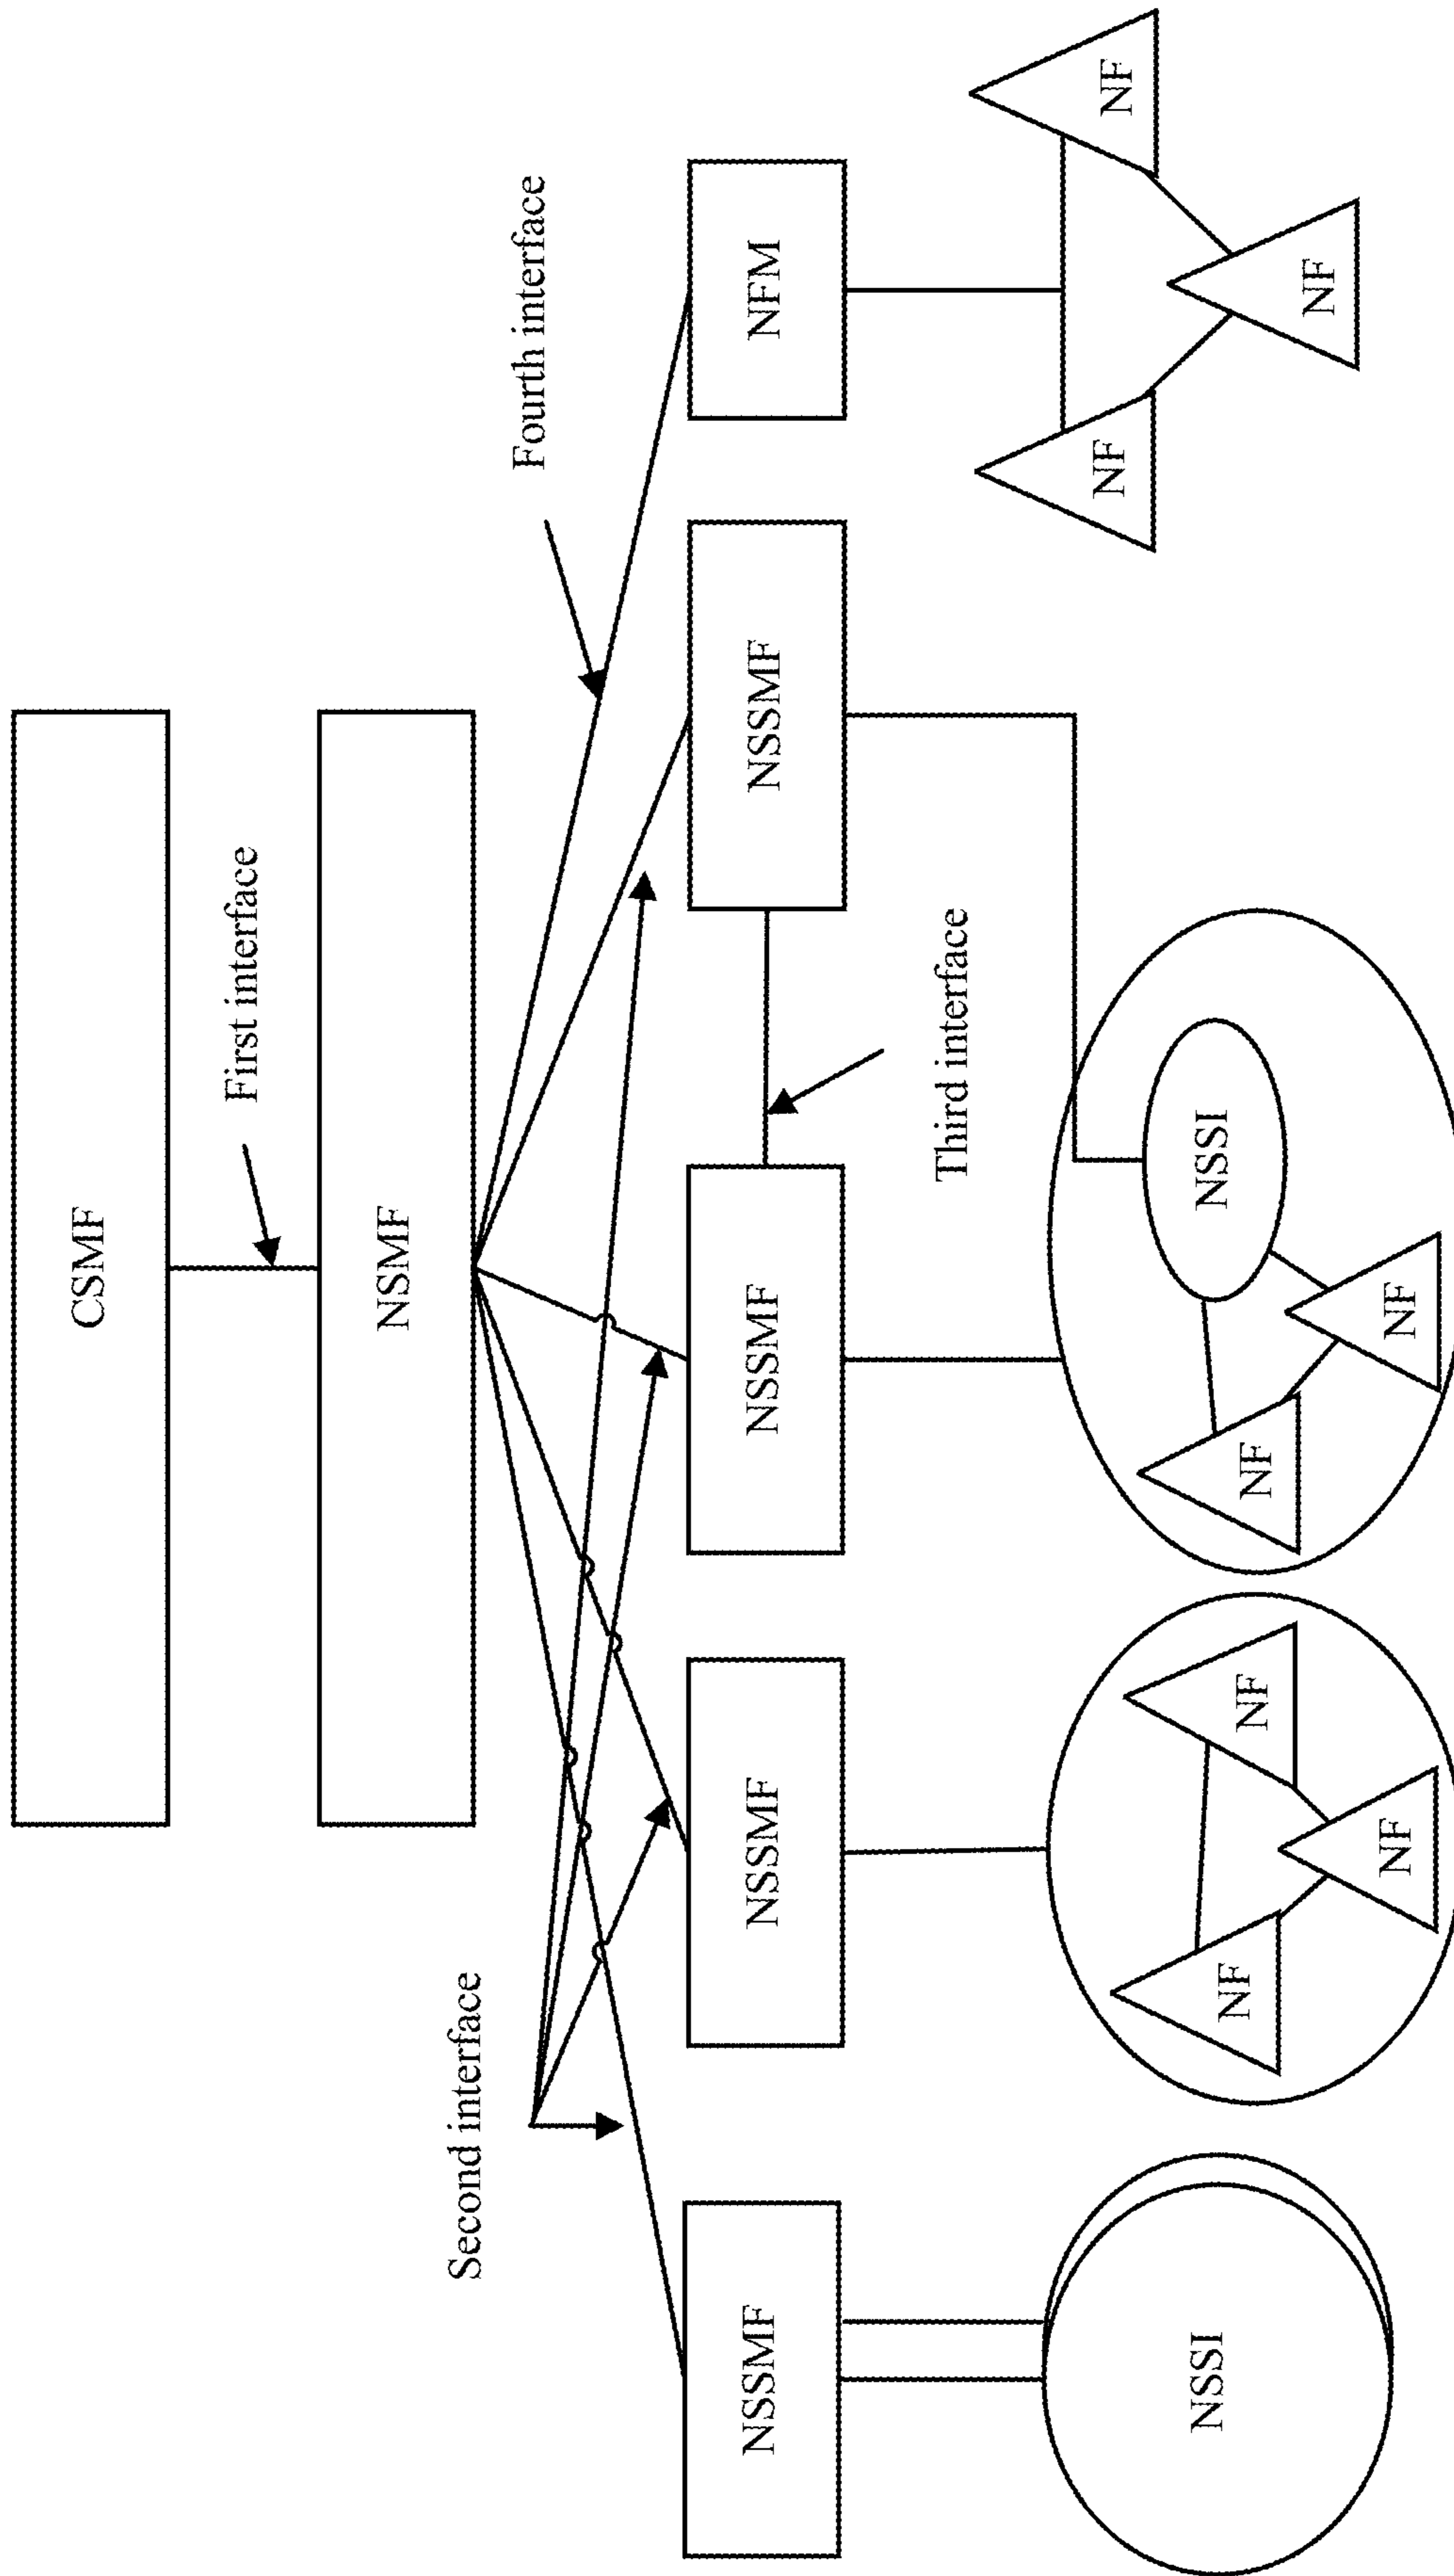 CSMF
First interface
NSMF
Second interface
Fourth interface
NSSMF
NSSMF
NSSMF
NSSMF
NFM
Third interface
NSSI
NF
NF
NF
NF
NF
NSSI
NF
NF
NF